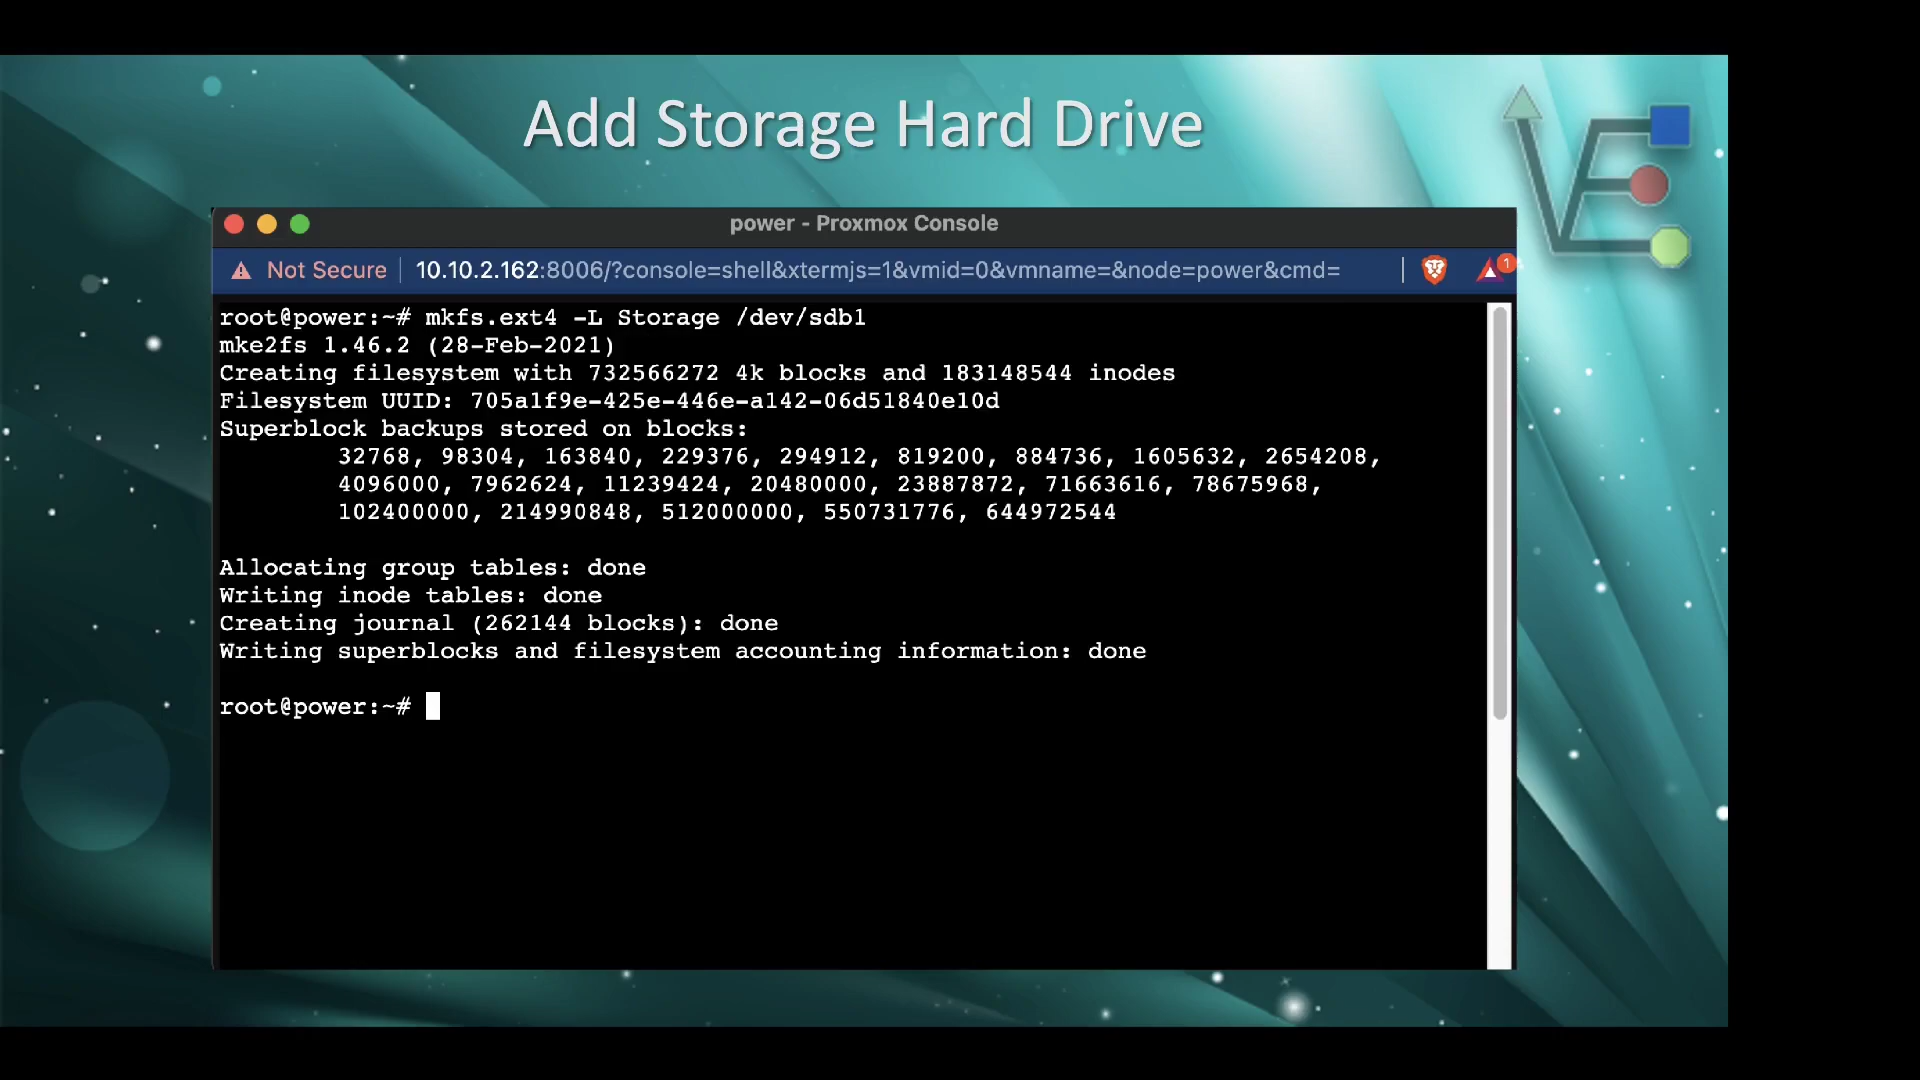 Add Storage Hard Drive
power - Proxmox Console
Not Secure 10.10.2.162:8006/?console=shell&xtermjs=1&vmid=0&vmname=&node=power&cmd=
1
root@power:~# mkfs.ext4 -L Storage /dev/sdb1
mke2fs 1.46.2 (28-Feb-2021)
Creating filesystem with 732566272 4k blocks and 183148544 inodes
Filesystem UUID: 705a1f9e-425e-446e-a142-06d51840e10d
Superblock backups stored on blocks:
32768, 98304, 163840, 229376, 294912, 819200, 884736, 1605632, 2654208,
4096000, 7962624, 11239424, 20480000, 23887872, 71663616, 78675968,
102400000, 214990848, 512000000, 550731776, 644972544
Allocating group tables: done
Writing inode tables: done
Creating journal (262144 blocks): done
Writing superblocks and filesystem accounting information: done
root@power:~#